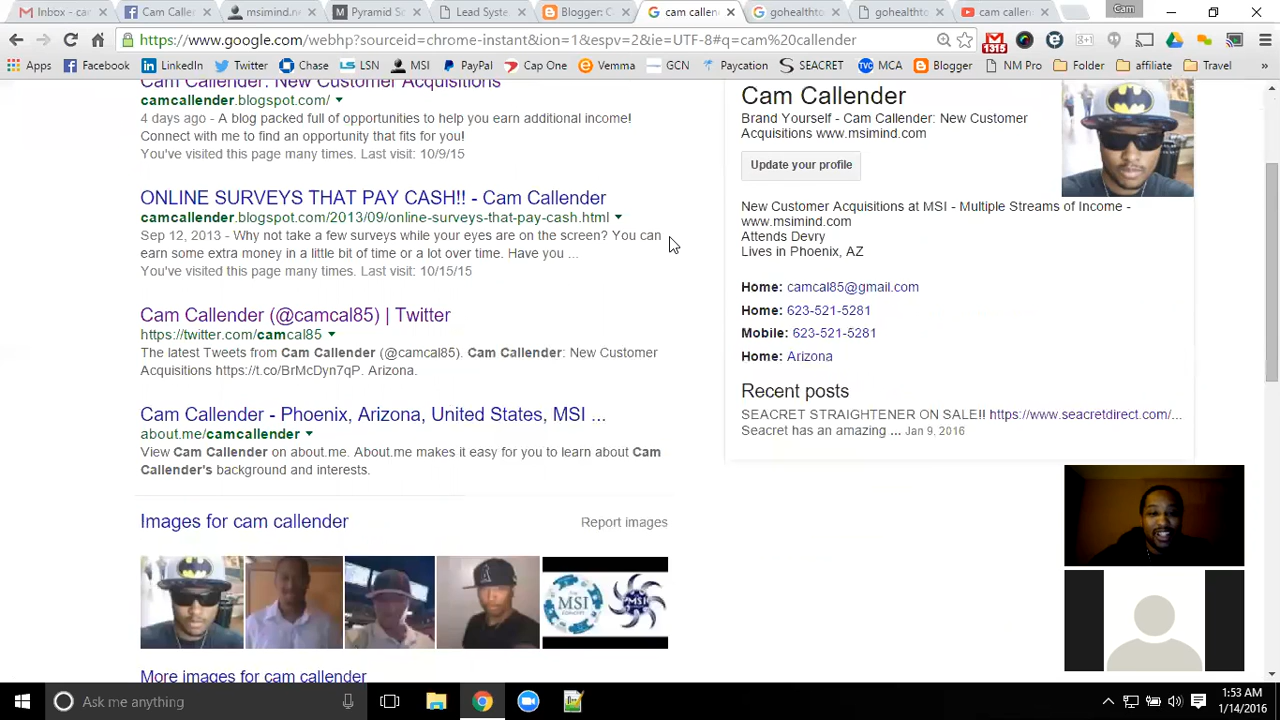 Inbox - ca
Cam Calle
msimind.ne
Pyramid Sc
Lead Syste
Blogger: C
cam callen
gohealthto
gohealthto
cam callen
Cam
https://www.google.com/webhp?sourceid=chrome-instant&ion=1&espv=2&ie=UTF-8#q=cam%20callender
1315
Apps
Facebook
LinkedIn
Twitter
Chase
LSN
MSI
PayPal
Cap One
Vemma
GCN
Paycation
SEACRET
TVC
MCA
Blogger
NM Pro
Folder
affiliate
Travel
Cam Callender: New Customer Acquisitions
camcallender.blogspot.com/
4 days ago - A blog packed full of opportunities to help you earn additional income!
Connect with me to find an opportunity that fits for you!
You've visited this page many times. Last visit: 10/9/15
ONLINE SURVEYS THAT PAY CASH!! - Cam Callender
camcallender.blogspot.com/2013/09/online-surveys-that-pay-cash.html
Sep 12, 2013 - Why not take a few surveys while your eyes are on the screen? You can
earn some extra money in a little bit of time or a lot over time. Have you ...
You've visited this page many times. Last visit: 10/15/15
Cam Callender (@camcal85) | Twitter
https://twitter.com/camcal85
The latest Tweets from Cam Callender (@camcal85). Cam Callender: New Customer
Acquisitions https://t.co/BrMcDyn7qP. Arizona.
Cam Callender - Phoenix, Arizona, United States, MSI ...
about.me/camcallender
View Cam Callender on about.me. About.me makes it easy for you to learn about Cam
Callender's background and interests.
Images for cam callender
Report images
MSI
More images for cam callender
Cam Callender
Brand Yourself - Cam Callender: New Customer
Acquisitions www.msimind.com
Update your profile
New Customer Acquisitions at MSI - Multiple Streams of Income -
www.msimind.com
Attends Devry
Lives in Phoenix, AZ
Home: camcal85@gmail.com
Home: 623-521-5281
Mobile: 623-521-5281
Home: Arizona
Recent posts
SEACRET STRAIGHTENER ON SALE!! https://www.seacretdirect.com/...
Seacret has an amazing ... Jan 9, 2016
Ask me anything
1:53 AM
1/14/2016